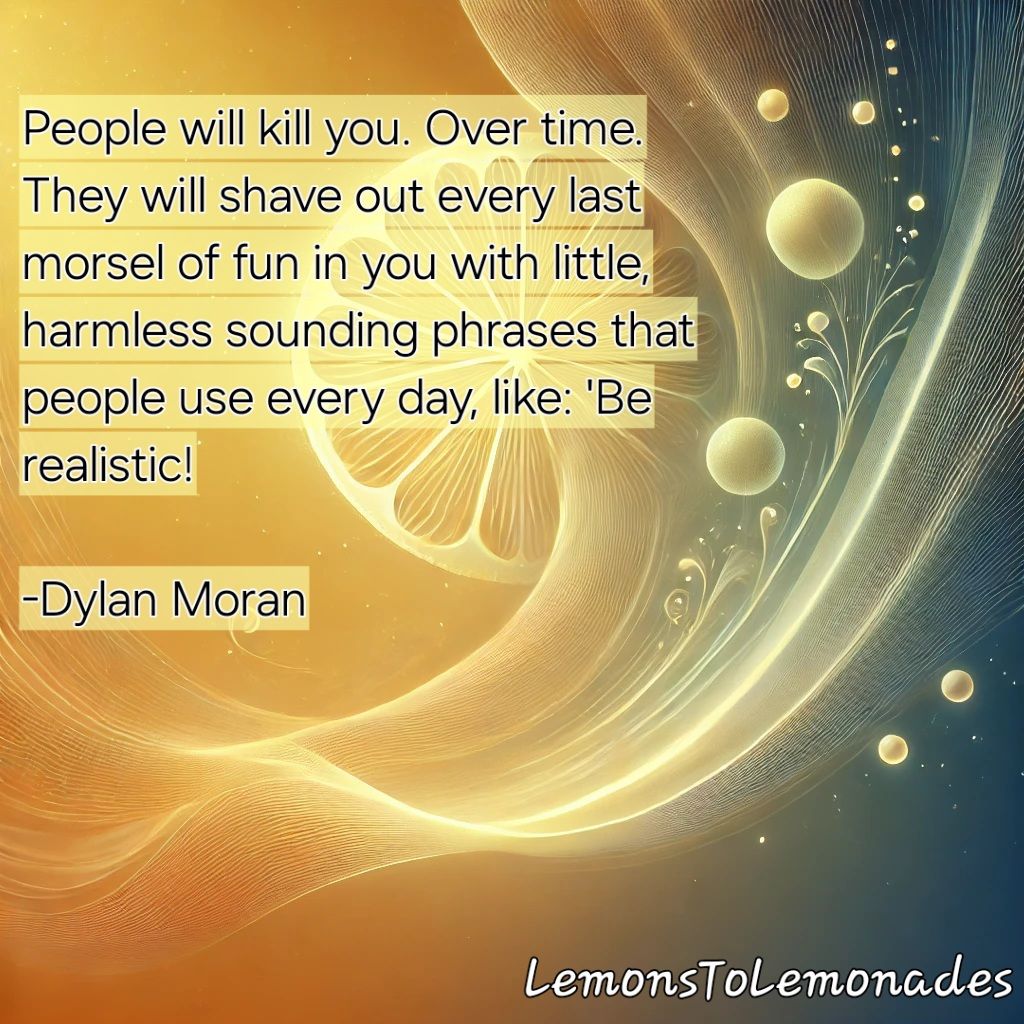 People will kill you. Over time.
They will shave out every last
morsel of fun in you with little,
harmless sounding phrases that
people use every day, like: 'Be
realistic!
-Dylan Moran
LemonsToLemonades